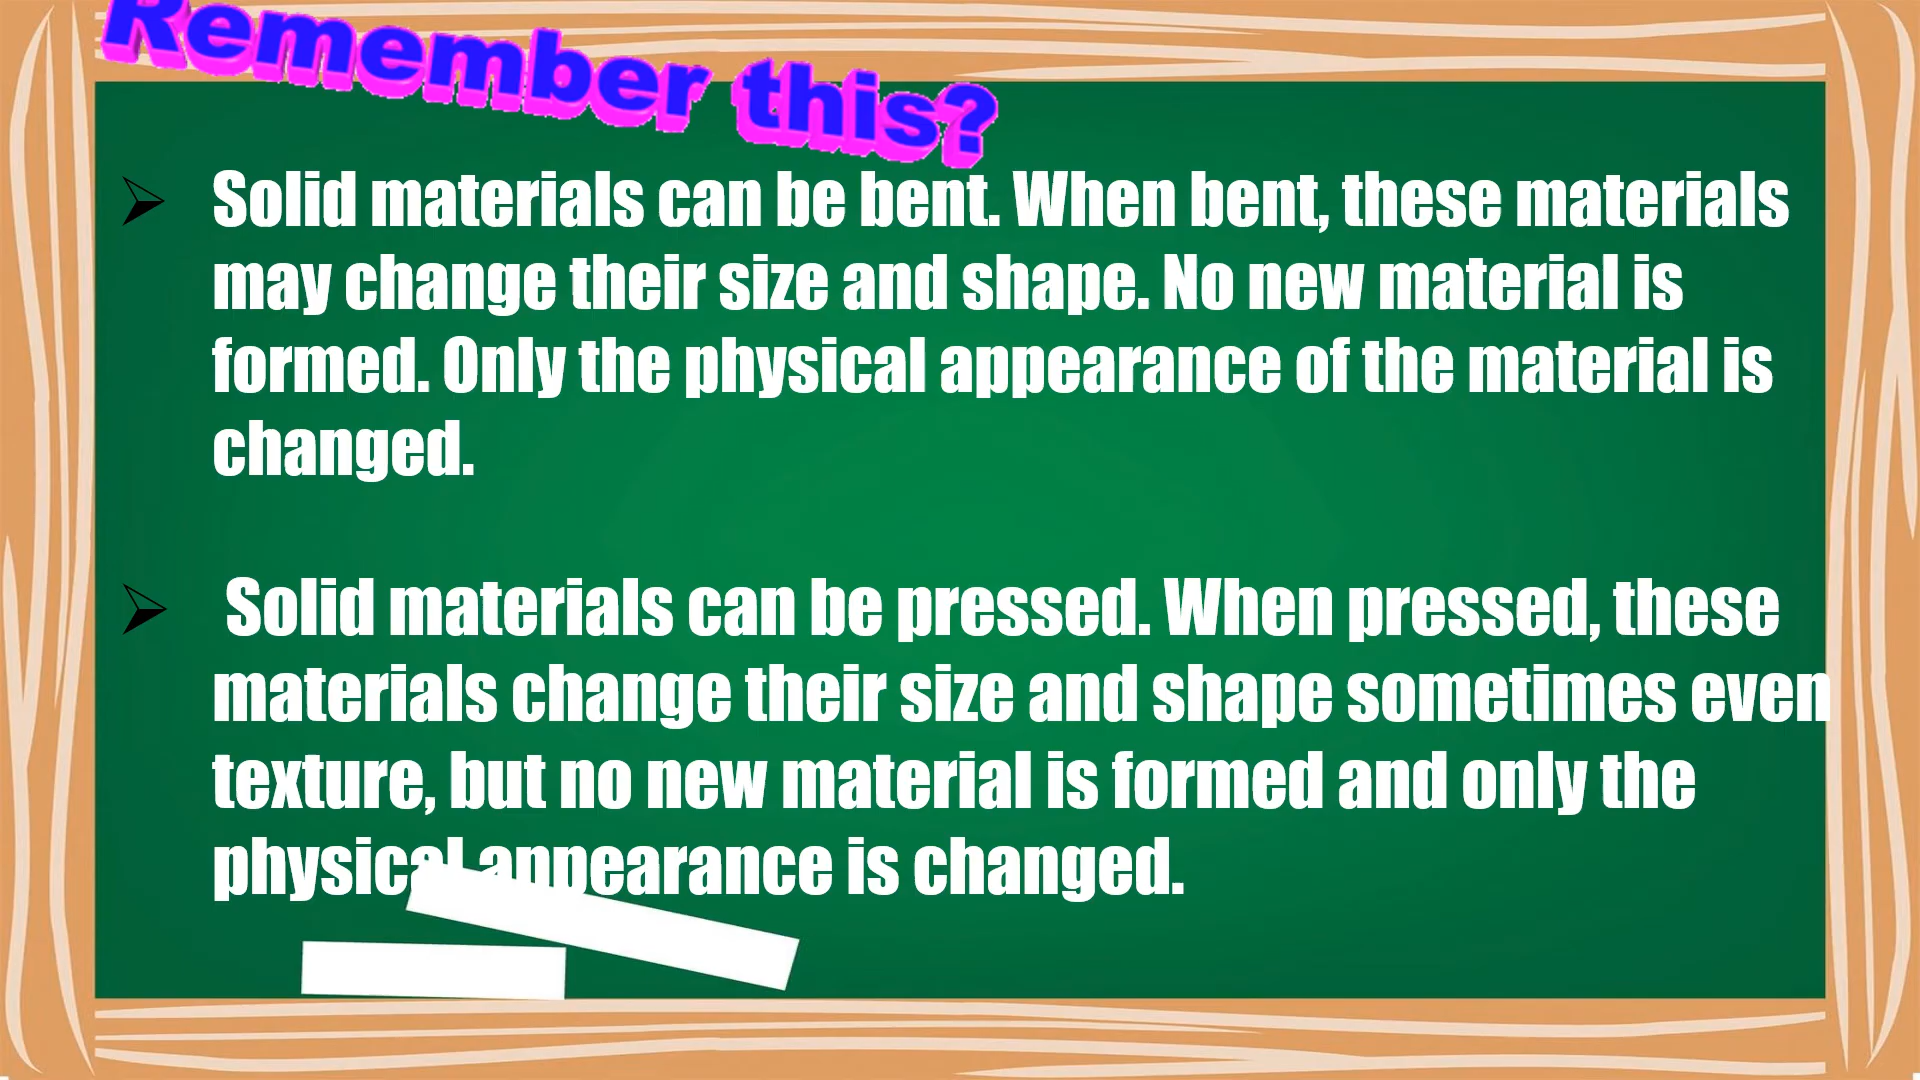 Remember this?
➢ Solid materials can be bent. When bent, these materials
may change their size and shape. No new material is
formed. Only the physical appearance of the material is
changed.
➢ Solid materials can be pressed. When pressed, these
materials change their size and shape sometimes even
texture, but no new material is formed and only the
physical appearance is changed.